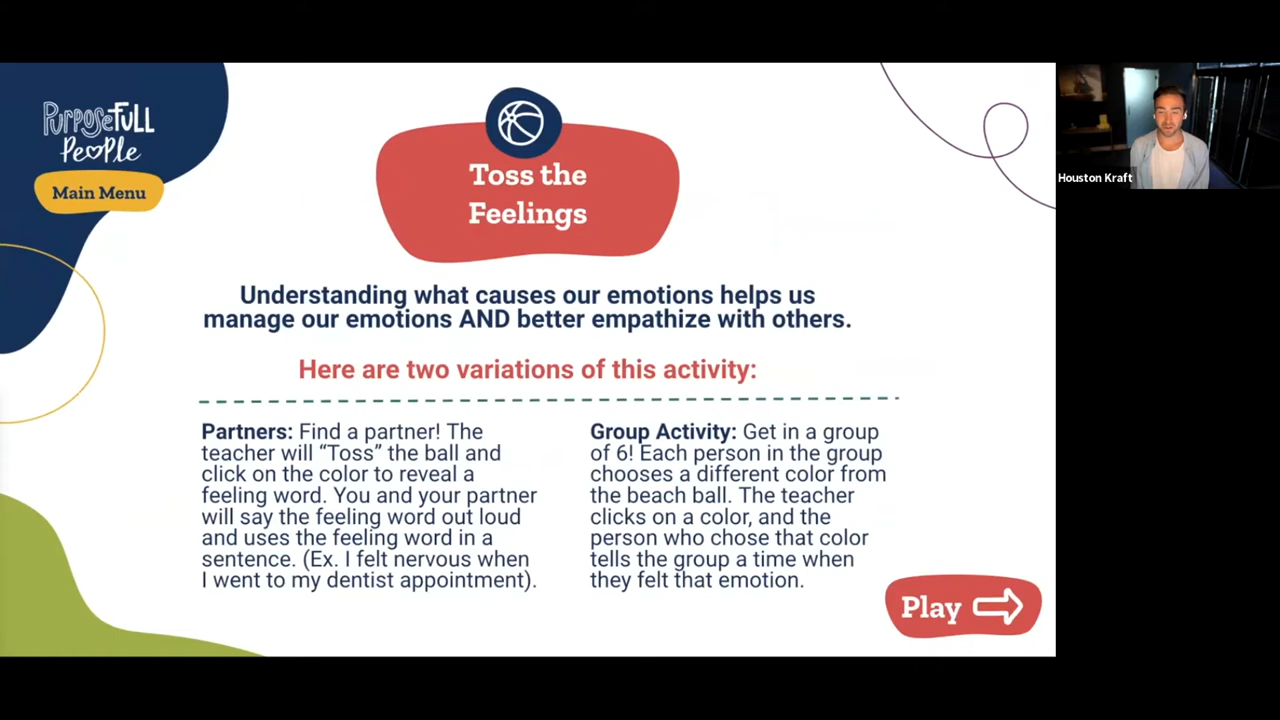 PurposeFULL
People
Main Menu
Toss the
Feelings
Understanding what causes our emotions helps us
manage our emotions AND better empathize with others.
Here are two variations of this activity:
Partners: Find a partner! The
teacher will “Toss” the ball and
click on the color to reveal a
feeling word. You and your partner
will say the feeling word out loud
and uses the feeling word in a
sentence. (Ex. I felt nervous when
I went to my dentist appointment).
Group Activity: Get in a group
of 6! Each person in the group
chooses a different color from
the beach ball. The teacher
clicks on a color, and the
person who chose that color
tells the group a time when
they felt that emotion.
Play
Houston Kraft